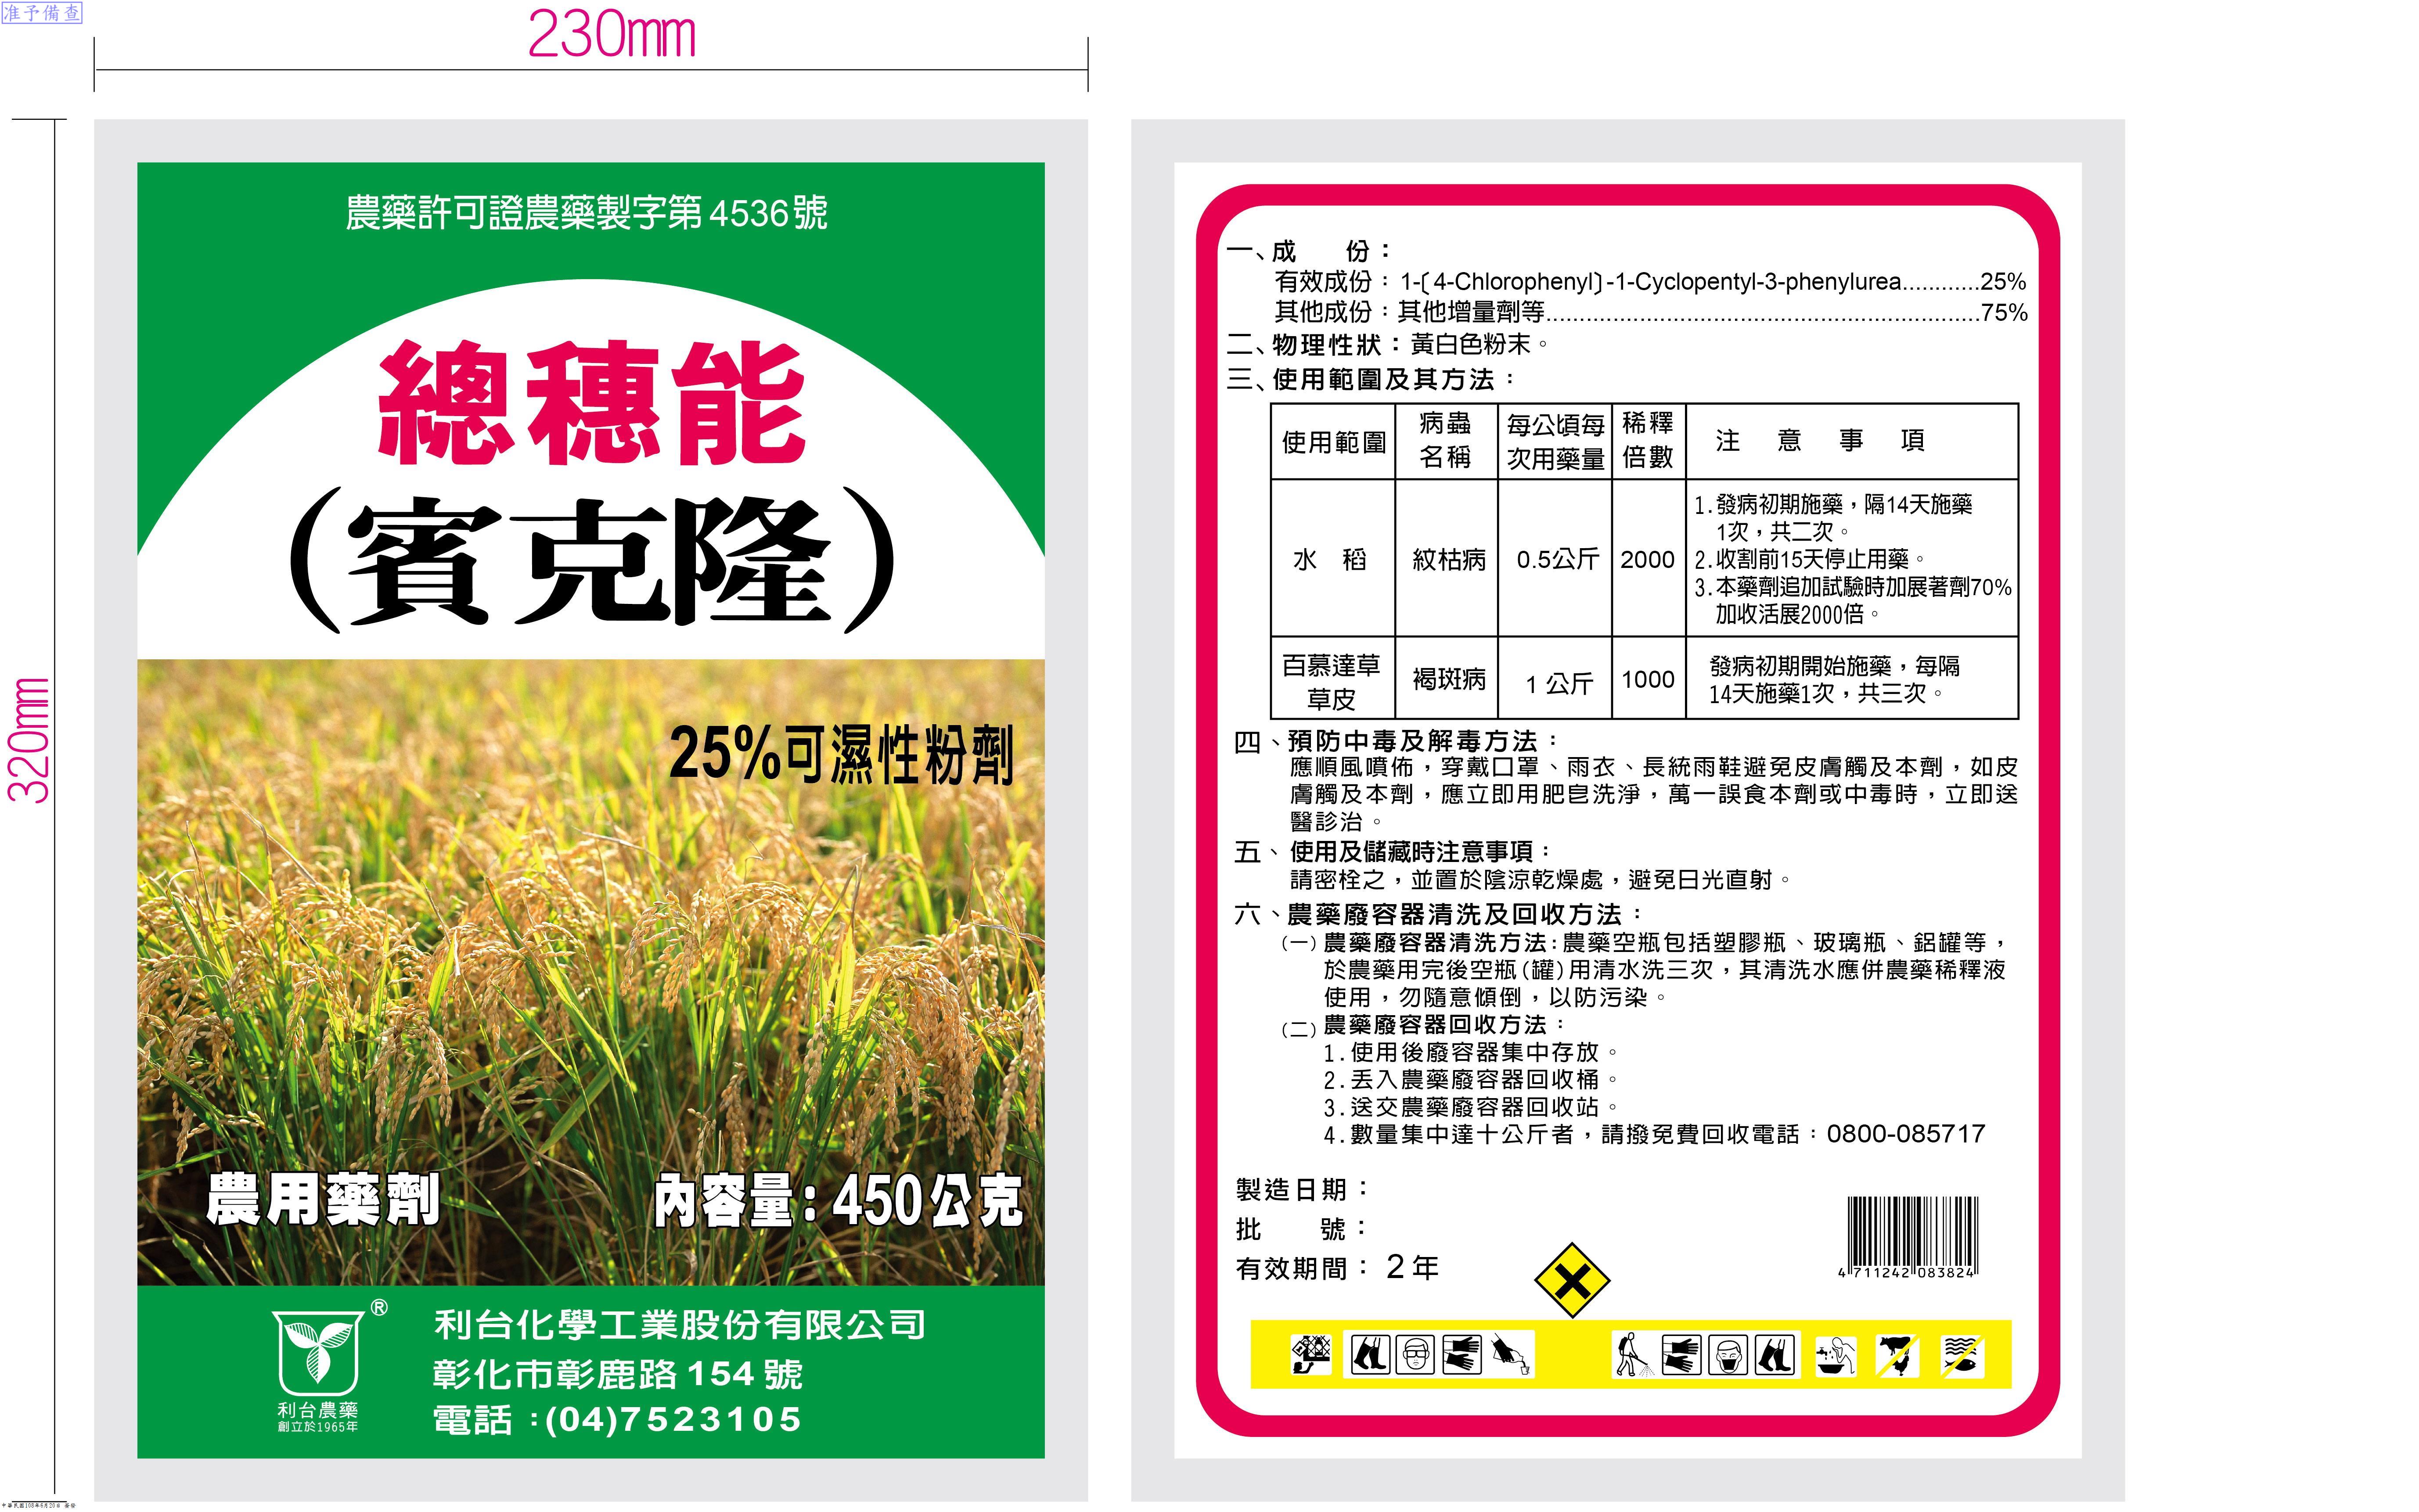 准予備查
230mm
320mm
農藥許可證農藥製字第4536號
總穗能
(賓克隆)
25%可濕性粉劑
農用藥劑
內容量:450公克
®
利台農藥
創立於1965年
利台化學工業股份有限公司
彰化市彰鹿路154號
電話:(04)7523105
一、成 份：
有效成份：1-〔4-Chlorophenyl〕-1-Cyclopentyl-3-phenylurea............25%
其他成份：其他增量劑等................................................................75%
二、物理性狀：黃白色粉末。
三、使用範圍及其方法：
使用範圍 病蟲名稱 每公頃每次用藥量 稀釋倍數 注意事項
水稻 紋枯病 0.5公斤 2000
1.發病初期施藥，隔14天施藥
1次，共二次。
2.收割前15天停止用藥。
3.本藥劑追加試驗時加展著劑70%
加收活展2000倍。
百慕達草
草皮 褐斑病 1公斤 1000
發病初期開始施藥，每隔
14天施藥1次，共三次。
四、預防中毒及解毒方法：
應順風噴佈，穿戴口罩、雨衣、長統雨鞋避免皮膚觸及本劑，如皮
膚觸及本劑，應立即用肥皂洗淨，萬一誤食本劑或中毒時，立即送
醫診治。
五、使用及儲藏時注意事項：
請密栓之，並置於陰涼乾燥處，避免日光直射。
六、農藥廢容器清洗及回收方法：
(一)農藥廢容器清洗方法:農藥空瓶包括塑膠瓶、玻璃瓶、鋁罐等，
於農藥用完後空瓶(罐)用清水洗三次，其清洗水應併農藥稀釋液
使用，勿隨意傾倒，以防污染。
(二)農藥廢容器回收方法：
1.使用後廢容器集中存放。
2.丟入農藥廢容器回收桶。
3.送交農藥廢容器回收站。
4.數量集中達十公斤者，請撥免費回收電話：0800-085717
製造日期：
批 號：
有效期間：2年
4 711242 083824
中華民國108年6月20日